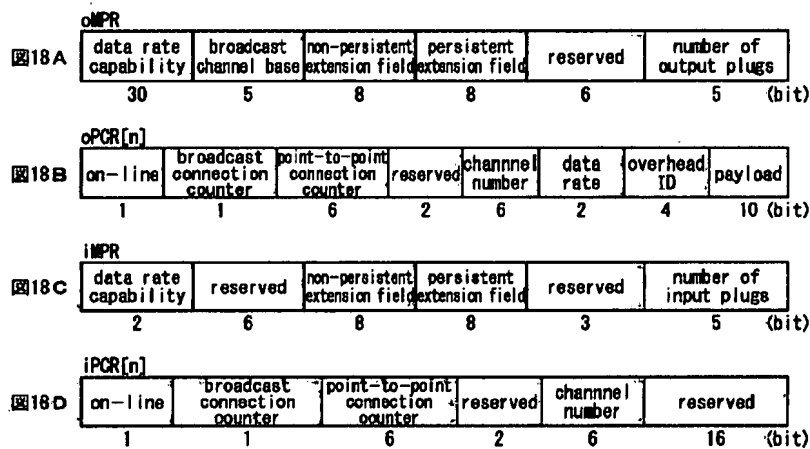 oMPR
図18A
data rate capability
broadcast channel base
non-persistent extension field
persistent extension field
reserved
number of output plugs
30 5 8 8 6 5 (bit)
oPCR[n]
図18B
on-line
broadcast connection counter
point-to-point connection counter
reserved
channnel number
data rate
overhead ID
payload
1 1 6 2 6 2 4 10 (bit)
iMPR
図18C
data rate capability
reserved
non-persistent extension field
persistent extension field
reserved
number of input plugs
2 6 8 8 3 5 (bit)
iPCR[n]
図18D
on-line
broadcast connection counter
point-to-point connection counter
reserved
channnel number
reserved
1 1 6 2 6 16 (bit)